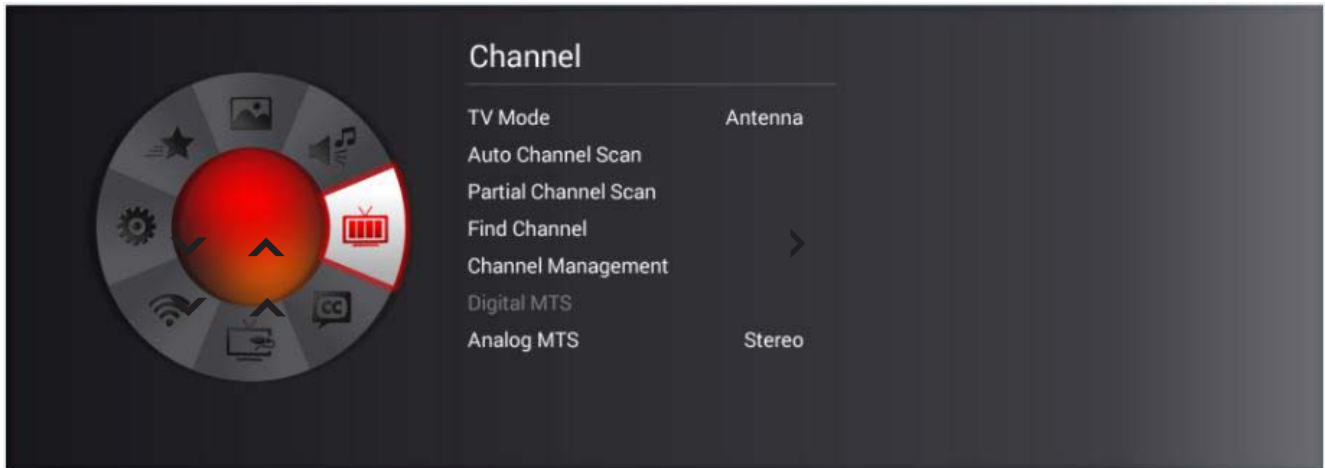 Channel
TV Mode Antenna
Auto Channel Scan
Partial Channel Scan
Find Channel
Channel Management
Digital MTS
Analog MTS Stereo
CC